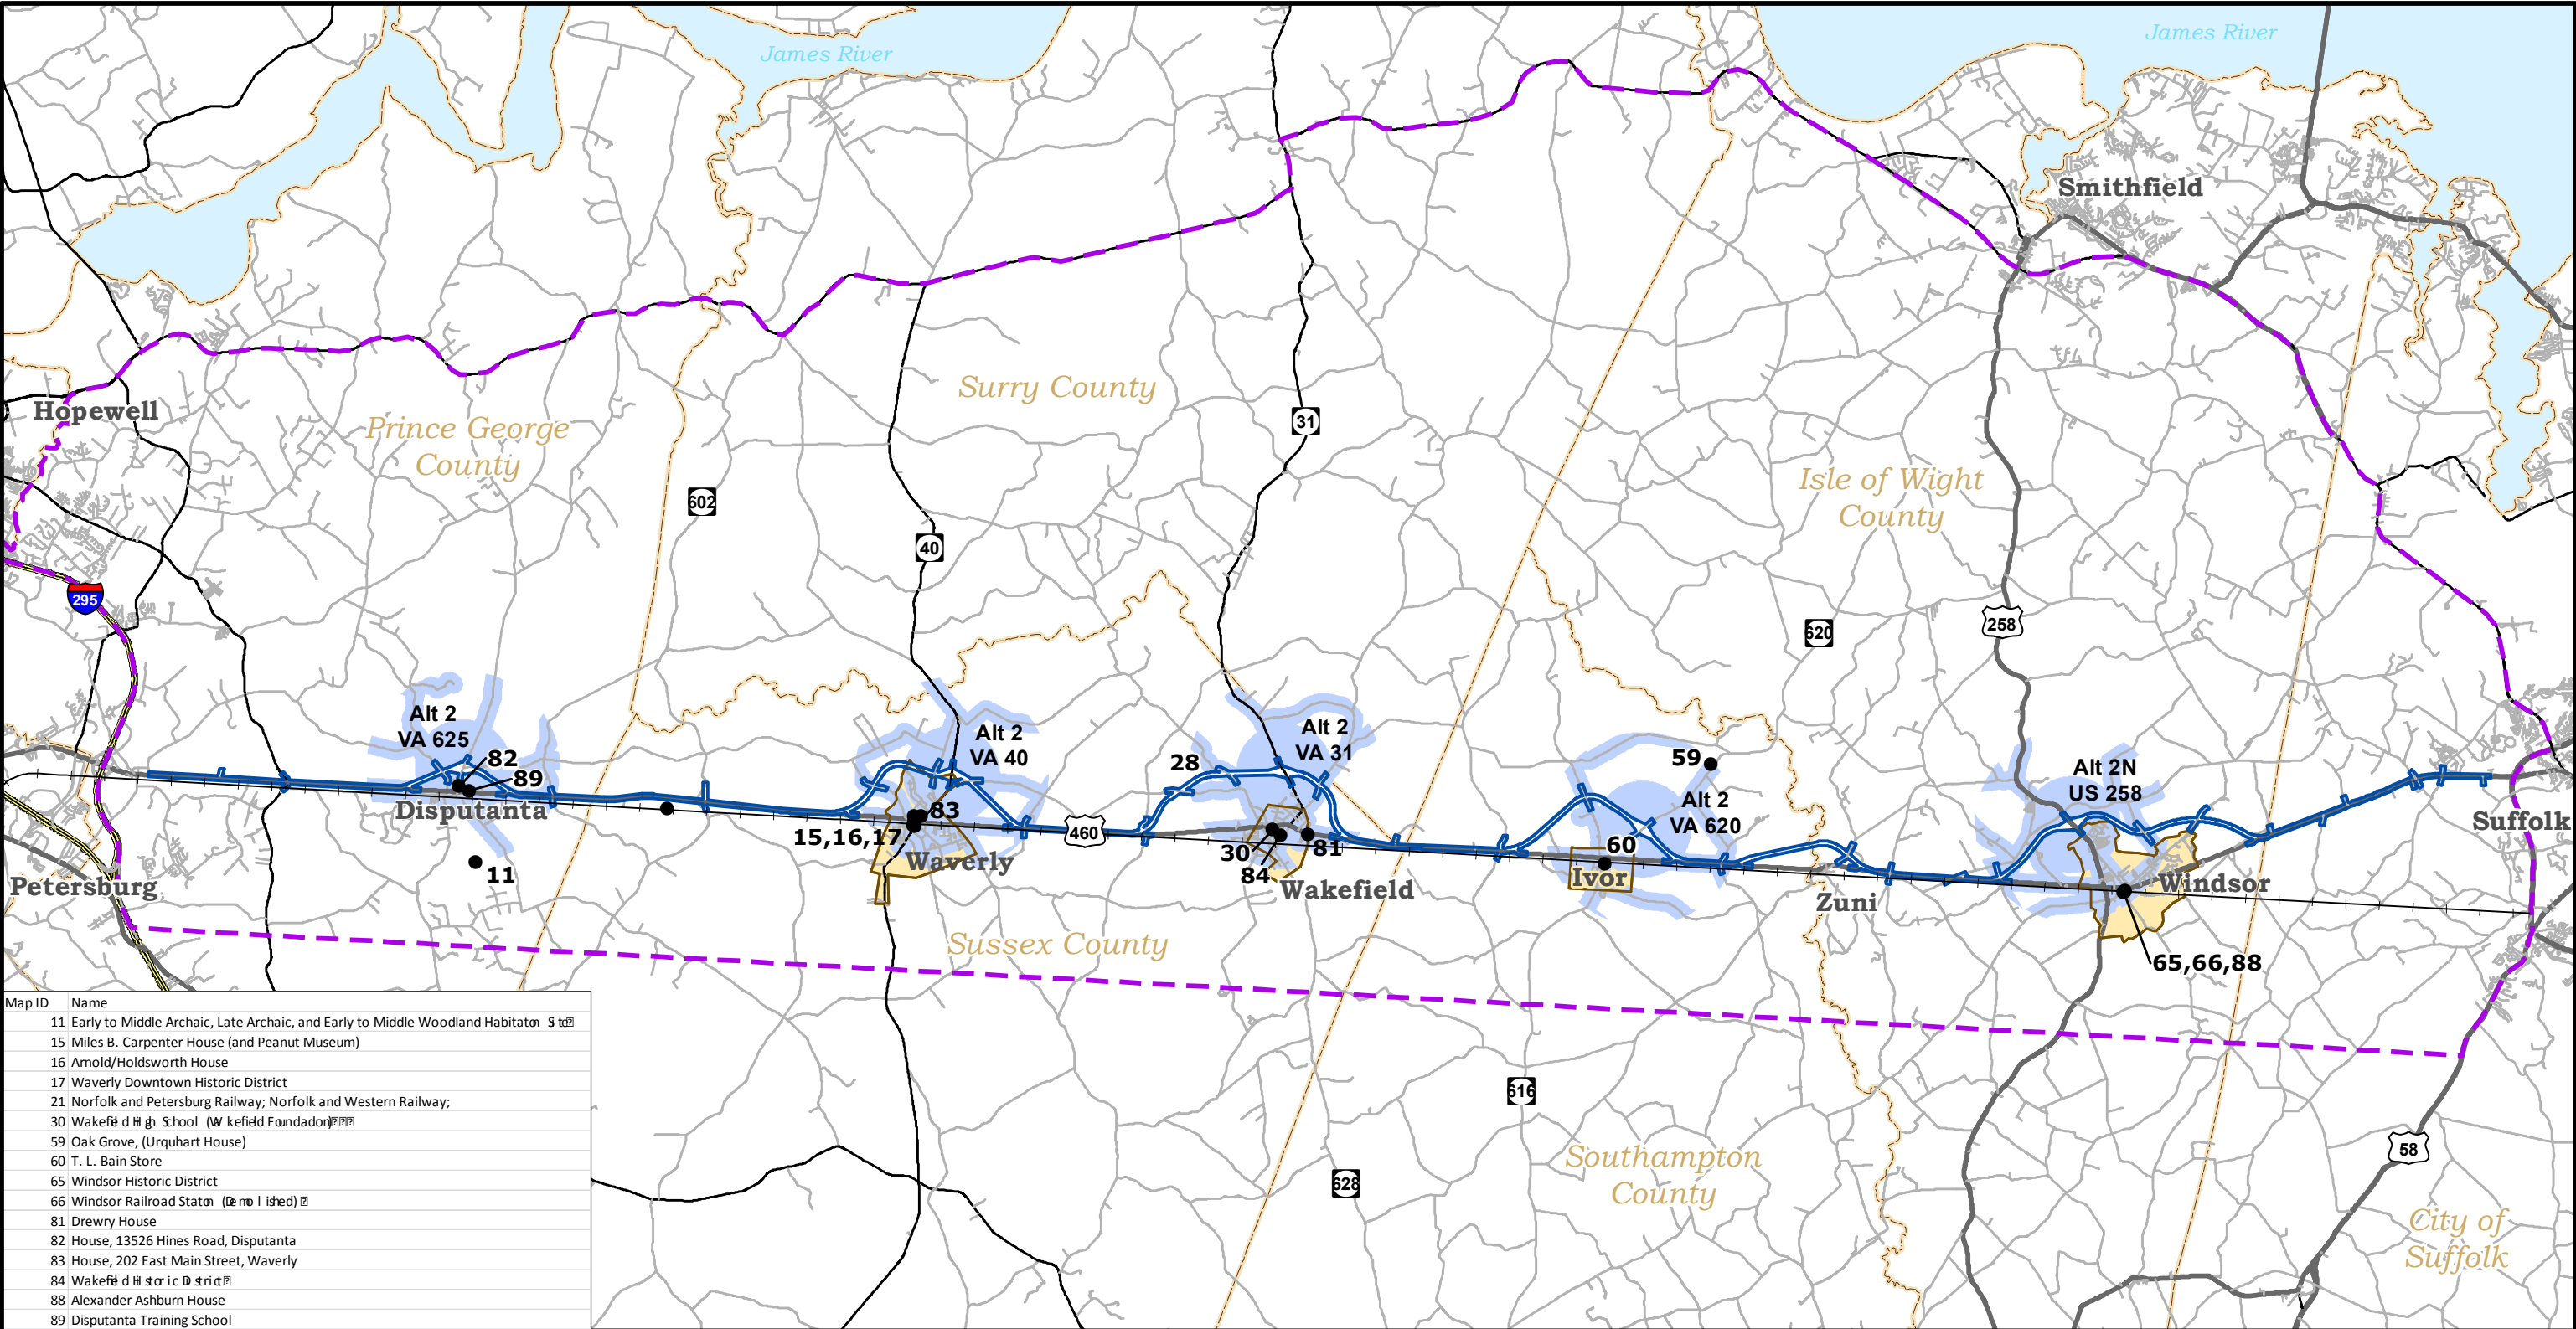 James River
James River
Smithfield
Hopewell
Prince George
County
Surry County
31
Isle of Wight
County
602
40
295
620
258
Alt 2
VA 625
82
89
Disputanta
11
Petersburg
Alt 2
VA 40
83
15,16,17
Waverly
460
28
Alt 2
VA 31
30
84
81
Wakefield
59
Alt 2
VA 620
60
Ivor
Zuni
Alt 2N
US 258
Windsor
65,66,88
Suffolk
Sussex County
616
628
Southampton
County
58
City of
Suffolk
Map ID Name
11 Early to Middle Archaic, Late Archaic, and Early to Middle Woodland Habitaton Site
15 Miles B. Carpenter House (and Peanut Museum)
16 Arnold/Holdsworth House
17 Waverly Downtown Historic District
21 Norfolk and Petersburg Railway; Norfolk and Western Railway;
30 Wakefield High School (Wakefield Foundadon)
59 Oak Grove, (Urquhart House)
60 T. L. Bain Store
65 Windsor Historic District
66 Windsor Railroad Staton (Demolished)
81 Drewry House
82 House, 13526 Hines Road, Disputanta
83 House, 202 East Main Street, Waverly
84 Wakefield Historic District
88 Alexander Ashburn House
89 Disputanta Training School